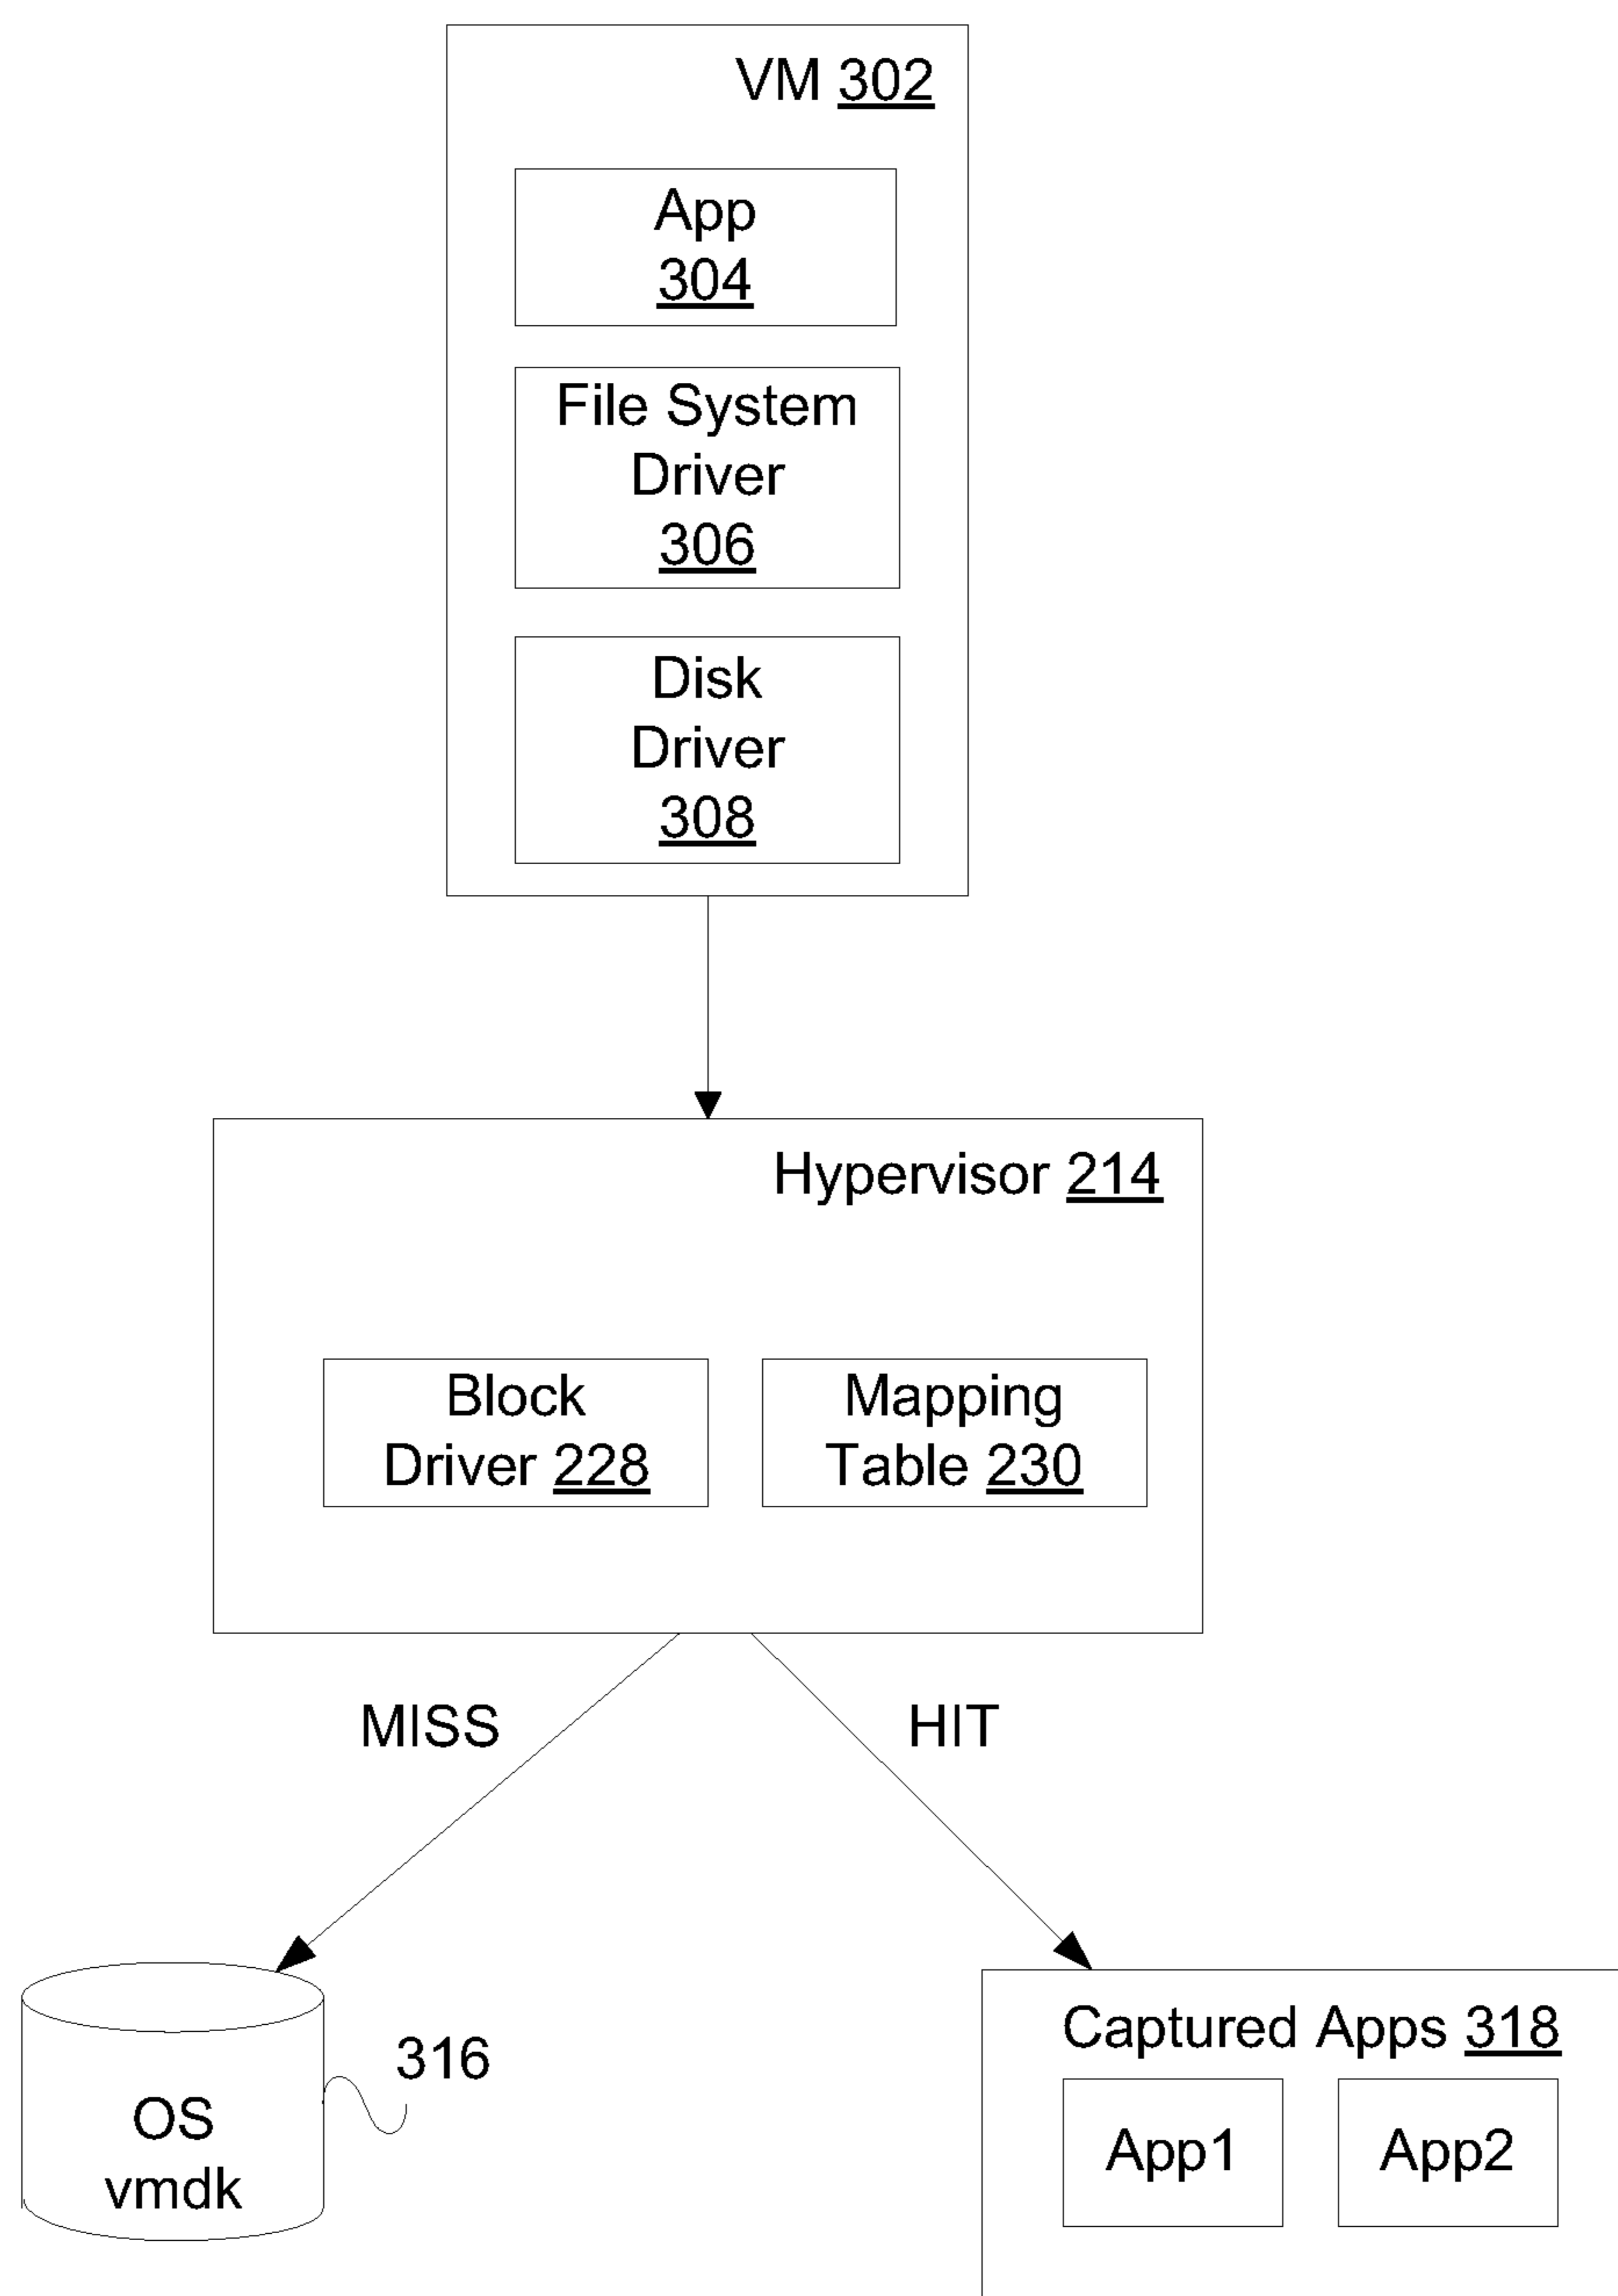 VM 302
App
304
File System
Driver
306
Disk
Driver
308
Hypervisor 214
Block
Driver 228
Mapping
Table 230
MISS
HIT
316
OS
vmdk
Captured Apps 318
App1
App2